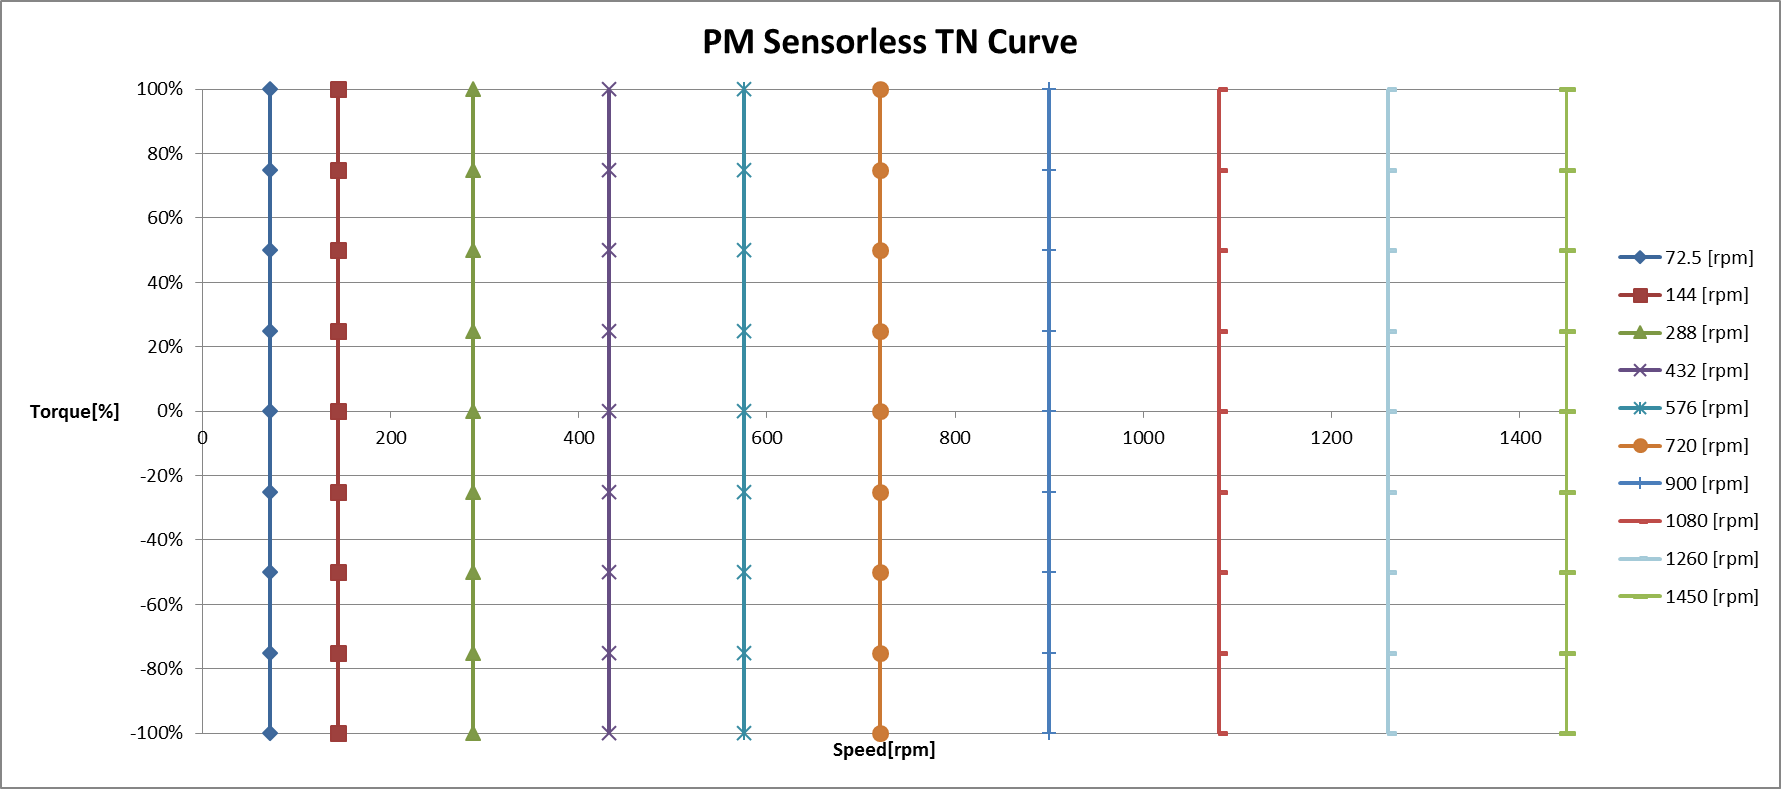 PM Sensorless TN Curve
100%
80%
60%
40%
20%
0%
-20%
-40%
-60%
-80%
-100%
Torque[%]
0 200 400 600 800 1000 1200 1400
Speed[rpm]
72.5 [rpm]
144 [rpm]
288 [rpm]
432 [rpm]
576 [rpm]
720 [rpm]
900 [rpm]
1080 [rpm]
1260 [rpm]
1450 [rpm]